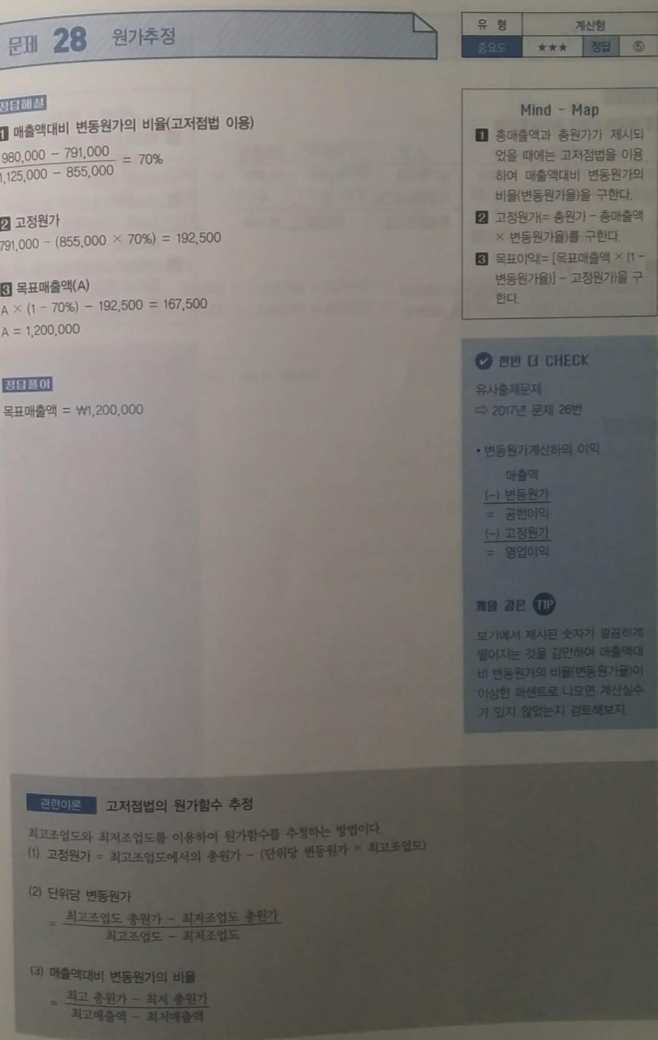 문제 28 원가추정
유 형 계산형
중요도 ★★★ 정답 ⑤
정답해설
1 매출액대비 변동원가의 비율(고저점법 이용)
980,000 - 791,000
1,125,000 - 855,000
= 70%
2 고정원가
791,000 - (855,000 × 70%) = 192,500
3 목표매출액(A)
A × (1 - 70%) - 192,500 = 167,500
A = 1,200,000
정답풀이
목표매출액 = ₩1,200,000
Mind - Map
1 총매출액과 총원가가 제시되
었을 때에는 고저점법을 이용
하여 매출액대비 변동원가의
비율(변동원가율)을 구한다.
2 고정원가(= 총원가 - 총매출액
× 변동원가율)를 구한다.
3 목표이익(= [목표매출액 × (1 -
변동원가율)] - 고정원가)을 구
한다.
한번 더 CHECK
유사출제문제
⇨ 2017년 문제 26번
• 변동원가계산하의 이익
매출액
(-) 변동원가
= 공헌이익
(-) 고정원가
= 영업이익
같은 TIP
보기에서 제시된 숫자가 깔끔하게
떨어지는 것을 감안하여 매출액대
비 변동원가의 비율(변동원가율)이
이상한 퍼센트로 나오면 계산실수
가 있지 않았는지 검토해보자.
관련이론 고저점법의 원가함수 추정
최고조업도와 최저조업도를 이용하여 원가함수를 추정하는 방법이다.
(1) 고정원가 = 최고조업도에서의 총원가 - (단위당 변동원가 × 최고조업도)
(2) 단위당 변동원가
= 최고조업도 총원가 - 최저조업도 총원가
최고조업도 - 최저조업도
(3) 매출액대비 변동원가의 비율
= 최고 총원가 - 최저 총원가
최고매출액 - 최저매출액